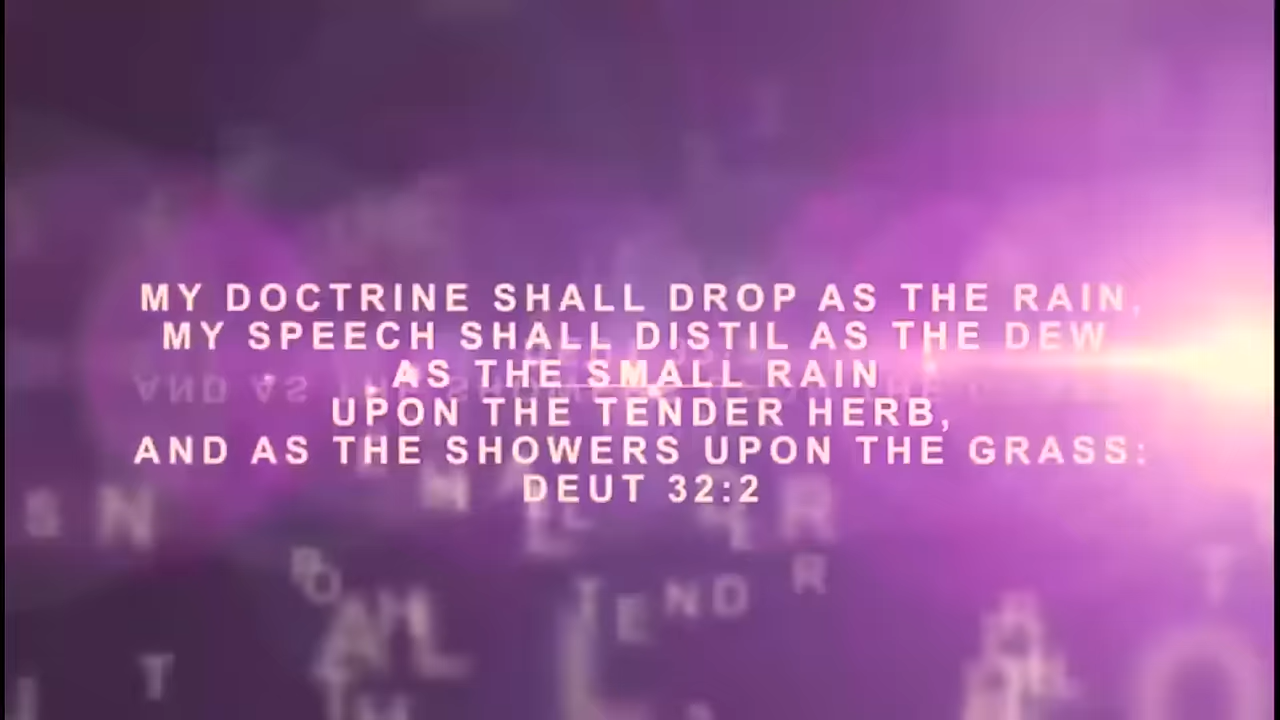 MY DOCTRINE SHALL DROP AS THE RAIN,
MY SPEECH SHALL DISTIL AS THE DEW
AS THE SMALL RAIN
UPON THE TENDER HERB,
AND AS THE SHOWERS UPON THE GRASS:
DEUT 32:2